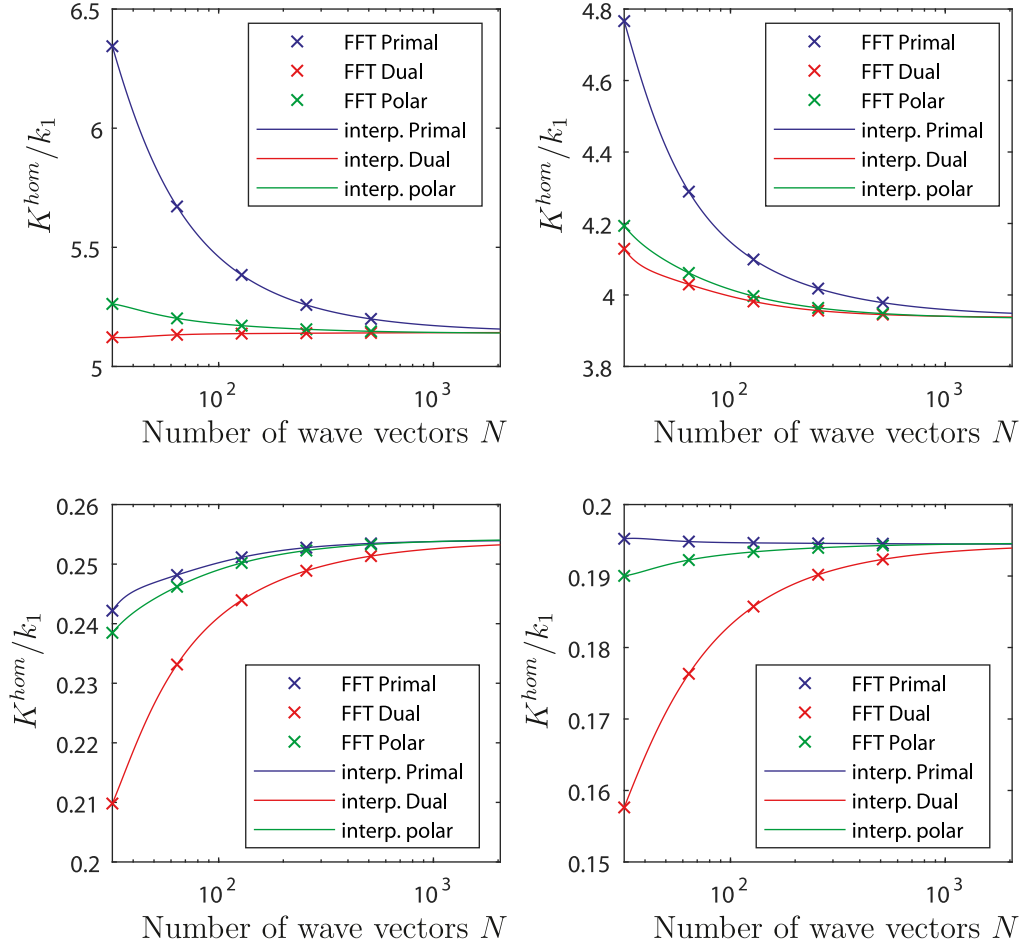 6.5
6
5.5
5
K^{hom}/k_1
FFT Primal
FFT Dual
FFT Polar
interp. Primal
interp. Dual
interp. polar
10^2
10^3
Number of wave vectors N
4.8
4.6
4.4
4.2
4
3.8
K^{hom}/k_1
FFT Primal
FFT Dual
FFT Polar
interp. Primal
interp. Dual
interp. polar
10^2
10^3
Number of wave vectors N
0.26
0.25
0.24
0.23
0.22
0.21
0.2
K^{hom}/k_1
FFT Primal
FFT Dual
FFT Polar
interp. Primal
interp. Dual
interp. polar
10^2
10^3
Number of wave vectors N
0.2
0.19
0.18
0.17
0.16
0.15
K^{hom}/k_1
FFT Primal
FFT Dual
FFT Polar
interp. Primal
interp. Dual
interp. polar
10^2
10^3
Number of wave vectors N